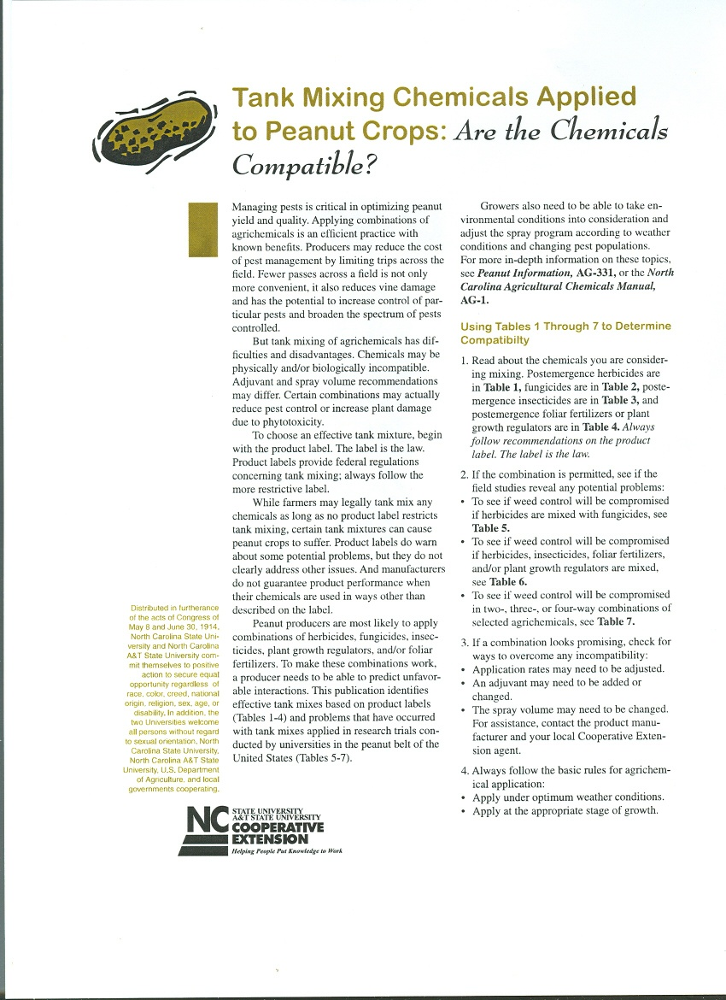 Tank Mixing Chemicals Applied
to Peanut Crops: Are the Chemicals
Compatible?
Managing pests is critical in optimizing peanut
yield and quality. Applying combinations of
agrichemicals is an efficient practice with
known benefits. Producers may reduce the cost
of pest management by limiting trips across the
field. Fewer passes across a field is not only
more convenient, it also reduces vine damage
and has the potential to increase control of par-
ticular pests and broaden the spectrum of pests
controlled.
But tank mixing of agrichemicals has dif-
ficulties and disadvantages. Chemicals may be
physically and/or biologically incompatible.
Adjuvant and spray volume recommendations
may differ. Certain combinations may actually
reduce pest control or increase plant damage
due to phytotoxicity.
To choose an effective tank mixture, begin
with the product label. The label is the law.
Product labels provide federal regulations
concerning tank mixing; always follow the
more restrictive label.
While farmers may legally tank mix any
chemicals as long as no product label restricts
tank mixing, certain tank mixtures can cause
peanut crops to suffer. Product labels do warn
about some potential problems, but they do not
clearly address other issues. And manufacturers
do not guarantee product performance when
their chemicals are used in ways other than
described on the label.
Peanut producers are most likely to apply
combinations of herbicides, fungicides, insec-
ticides, plant growth regulators, and/or foliar
fertilizers. To make these combinations work,
a producer needs to be able to predict unfavor-
able interactions. This publication identifies
effective tank mixes based on product labels
(Tables 1-4) and problems that have occurred
with tank mixes applied in research trials con-
ducted by universities in the peanut belt of the
United States (Tables 5-7).
Growers also need to be able to take en-
vironmental conditions into consideration and
adjust the spray program according to weather
conditions and changing pest populations.
For more in-depth information on these topics,
see Peanut Information, AG-331, or the North
Carolina Agricultural Chemicals Manual,
AG-1.
Using Tables 1 Through 7 to Determine
Compatibilty
1. Read about the chemicals you are consider-
ing mixing. Postemergence herbicides are
in Table 1, fungicides are in Table 2, poste-
mergence insecticides are in Table 3, and
postemergence foliar fertilizers or plant
growth regulators are in Table 4. Always
follow recommendations on the product
label. The label is the law.
2. If the combination is permitted, see if the
field studies reveal any potential problems:
• To see if weed control will be compromised
if herbicides are mixed with fungicides, see
Table 5.
• To see if weed control will be compromised
if herbicides, insecticides, foliar fertilizers,
and/or plant growth regulators are mixed,
see Table 6.
• To see if weed control will be compromised
in two-, three-, or four-way combinations of
selected agrichemicals, see Table 7.
3. If a combination looks promising, check for
ways to overcome any incompatibility:
• Application rates may need to be adjusted.
• An adjuvant may need to be added or
changed.
• The spray volume may need to be changed.
For assistance, contact the product manu-
facturer and your local Cooperative Exten-
sion agent.
4. Always follow the basic rules for agrichem-
ical application:
• Apply under optimum weather conditions.
• Apply at the appropriate stage of growth.
Distributed in furtherance
of the acts of Congress of
May 8 and June 30, 1914.
North Carolina State Uni-
versity and North Carolina
A&T State University com-
mit themselves to positive
action to secure equal
opportunity regardless of
race, color, creed, national
origin, religion, sex, age, or
disability. In addition, the
two Universities welcome
all persons without regard
to sexual orientation. North
Carolina State University,
North Carolina A&T State
University, U.S. Department
of Agriculture, and local
governments cooperating.
NC STATE UNIVERSITY
A&T STATE UNIVERSITY
COOPERATIVE
EXTENSION
Helping People Put Knowledge to Work